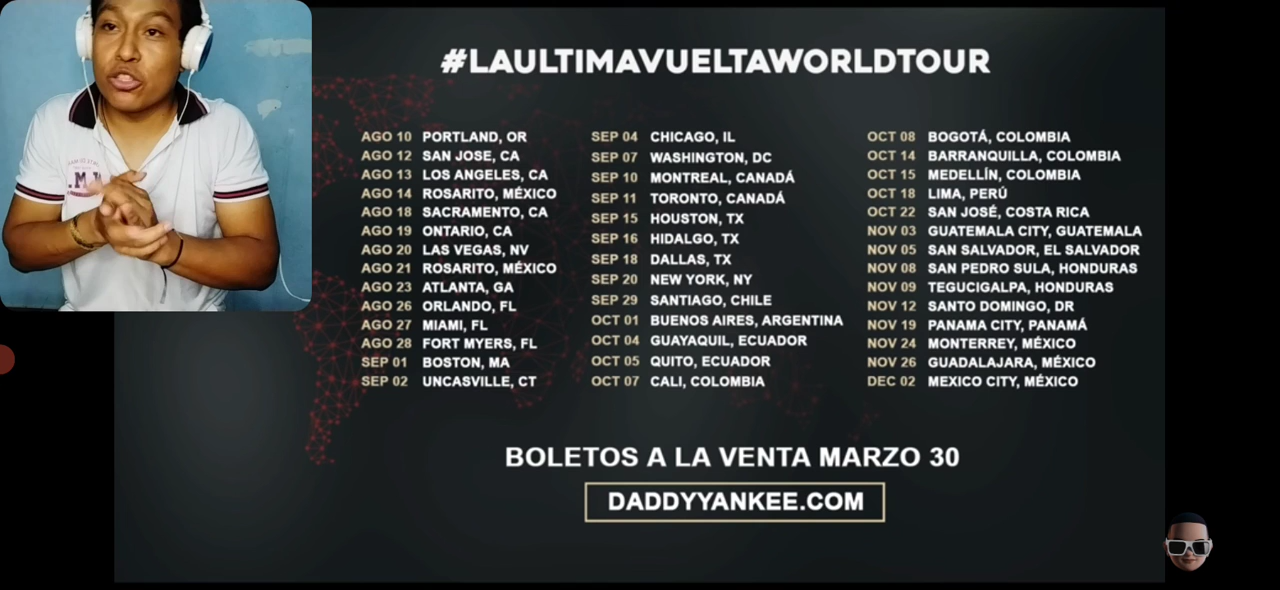 #LAULTIMAVUELTAWORLDTOUR
AGO 10 PORTLAND, OR
AGO 12 SAN JOSE, CA
AGO 13 LOS ANGELES, CA
AGO 14 ROSARITO, MÉXICO
AGO 18 SACRAMENTO, CA
AGO 19 ONTARIO, CA
AGO 20 LAS VEGAS, NV
AGO 21 ROSARITO, MÉXICO
AGO 23 ATLANTA, GA
AGO 26 ORLANDO, FL
AGO 27 MIAMI, FL
AGO 28 FORT MYERS, FL
SEP 01 BOSTON, MA
SEP 02 UNCASVILLE, CT
SEP 04 CHICAGO, IL
SEP 07 WASHINGTON, DC
SEP 10 MONTREAL, CANADÁ
SEP 11 TORONTO, CANADÁ
SEP 15 HOUSTON, TX
SEP 16 HIDALGO, TX
SEP 18 DALLAS, TX
SEP 20 NEW YORK, NY
SEP 29 SANTIAGO, CHILE
OCT 01 BUENOS AIRES, ARGENTINA
OCT 04 GUAYAQUIL, ECUADOR
OCT 05 QUITO, ECUADOR
OCT 07 CALI, COLOMBIA
OCT 08 BOGOTÁ, COLOMBIA
OCT 14 BARRANQUILLA, COLOMBIA
OCT 15 MEDELLÍN, COLOMBIA
OCT 18 LIMA, PERÚ
OCT 22 SAN JOSÉ, COSTA RICA
NOV 03 GUATEMALA CITY, GUATEMALA
NOV 05 SAN SALVADOR, EL SALVADOR
NOV 08 SAN PEDRO SULA, HONDURAS
NOV 09 TEGUCIGALPA, HONDURAS
NOV 12 SANTO DOMINGO, DR
NOV 19 PANAMA CITY, PANAMÁ
NOV 24 MONTERREY, MÉXICO
NOV 26 GUADALAJARA, MÉXICO
DEC 02 MEXICO CITY, MÉXICO
BOLETOS A LA VENTA MARZO 30
DADDYYANKEE.COM